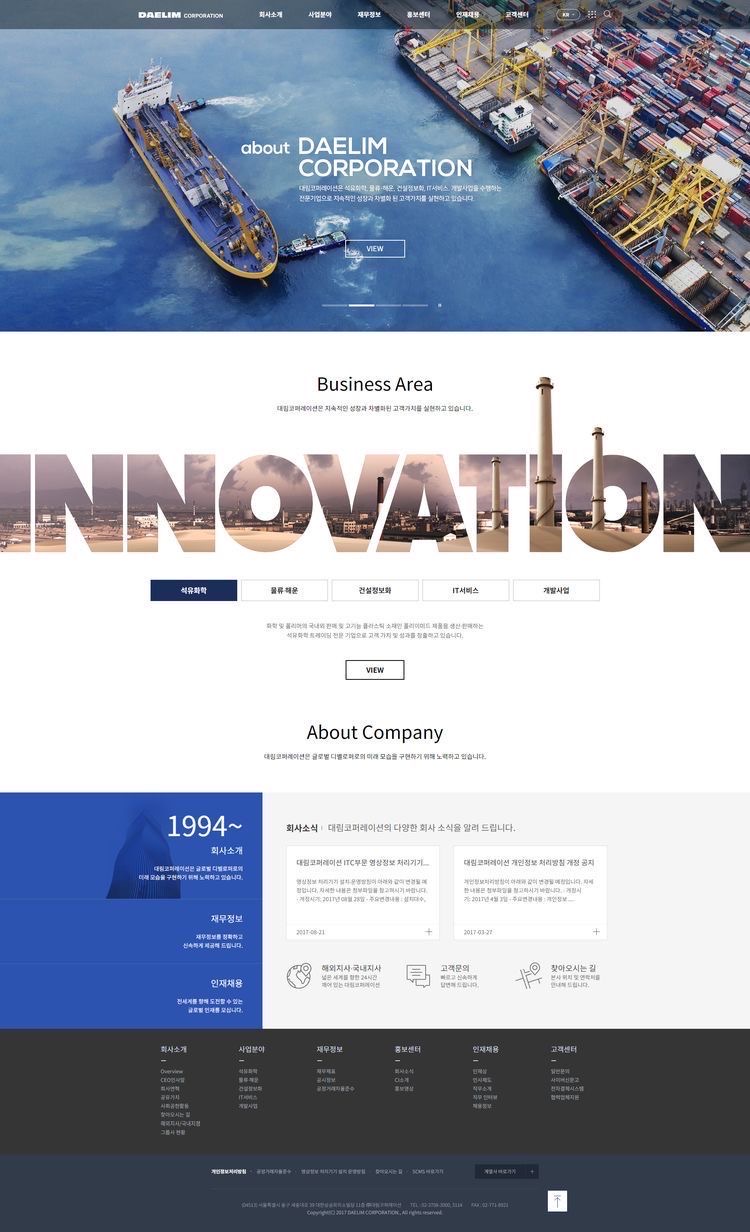 DAELIM CORPORATION
회사소개 사업분야 재무정보 홍보센터 인재채용 고객센터
KR
about DAELIM
CORPORATION
대림코퍼레이션은 석유화학, 물류·해운, 건설정보화, IT서비스, 개발사업을 수행하는
전문기업으로 지속적인 성장과 차별화 된 고객가치를 실현하고 있습니다.
VIEW
Business Area
대림코퍼레이션은 지속적인 성장과 차별화된 고객가치를 실현하고 있습니다.
INNOVATION
석유화학 물류·해운 건설정보화 IT서비스 개발사업
화학 및 폴리머의 국내외 판매 및 고기능 플라스틱 소재인 폴리이미드 제품을 생산·판매하는
석유화학 트레이딩 전문 기업으로 고객 가치 및 성과를 창출하고 있습니다.
VIEW
About Company
대림코퍼레이션은 글로벌 디벨로퍼로의 미래 모습을 구현하기 위해 노력하고 있습니다.
1994~
회사소개
대림코퍼레이션은 글로벌 디벨로퍼로의
미래 모습을 구현하기 위해 노력하고 있습니다.
재무정보
재무정보를 정확하고
신속하게 제공해 드립니다.
인재채용
전세계를 향해 도전할 수 있는
글로벌 인재를 모십니다.
회사소식 대림코퍼레이션의 다양한 회사 소식을 알려 드립니다.
대림코퍼레이션 ITC부문 영상정보 처리기기...
영상정보 처리기기 설치·운영방침이 아래와 같이 변경될 예
정입니다. 자세한 내용은 첨부파일을 참고하시기 바랍니다.
· 개정시기: 2017년 08월 28일 · 주요변경내용 : 설치대수,
2017-08-21
대림코퍼레이션 개인정보 처리방침 개정 공지
개인정보처리방침이 아래와 같이 변경될 예정입니다. 자세
한 내용은 첨부파일을 참고하시기 바랍니다. · 개정시
기: 2017년 4월 3일 · 주요변경내용 : 개인정보 ...
2017-03-27
해외지사·국내지사
넓은 세계를 향한 24시간
깨어 있는 대림코퍼레이션
고객문의
빠르고 신속하게
답변해 드립니다.
찾아오시는 길
본사 위치 및 연락처를
안내해 드립니다.
회사소개
Overview
CEO인사말
회사연혁
공유가치
사회공헌활동
찾아오시는 길
해외지사/국내지점
그룹사 현황
사업분야
석유화학
물류·해운
건설정보화
IT서비스
개발사업
재무정보
재무제표
공시정보
공정거래자율준수
홍보센터
회사소식
CI소개
홍보영상
인재채용
인재상
인사제도
직무소개
직무 인터뷰
채용정보
고객센터
일반문의
사이버신문고
전자결제시스템
협력업체지원
개인정보처리방침 공정거래자율준수 영상정보 처리기기 설치 운영방침 찾아오시는 길 SCMS 바로가기
계열사 바로가기 +
(04513) 서울특별시 중구 세종대로 39 대한상공회의소빌딩 11층 ㈜대림코퍼레이션 TEL : 02-3708-3000, 3114 FAX : 02-771-8921
Copyright(C) 2017 DAELIM CORPORATION., All rights reserved.